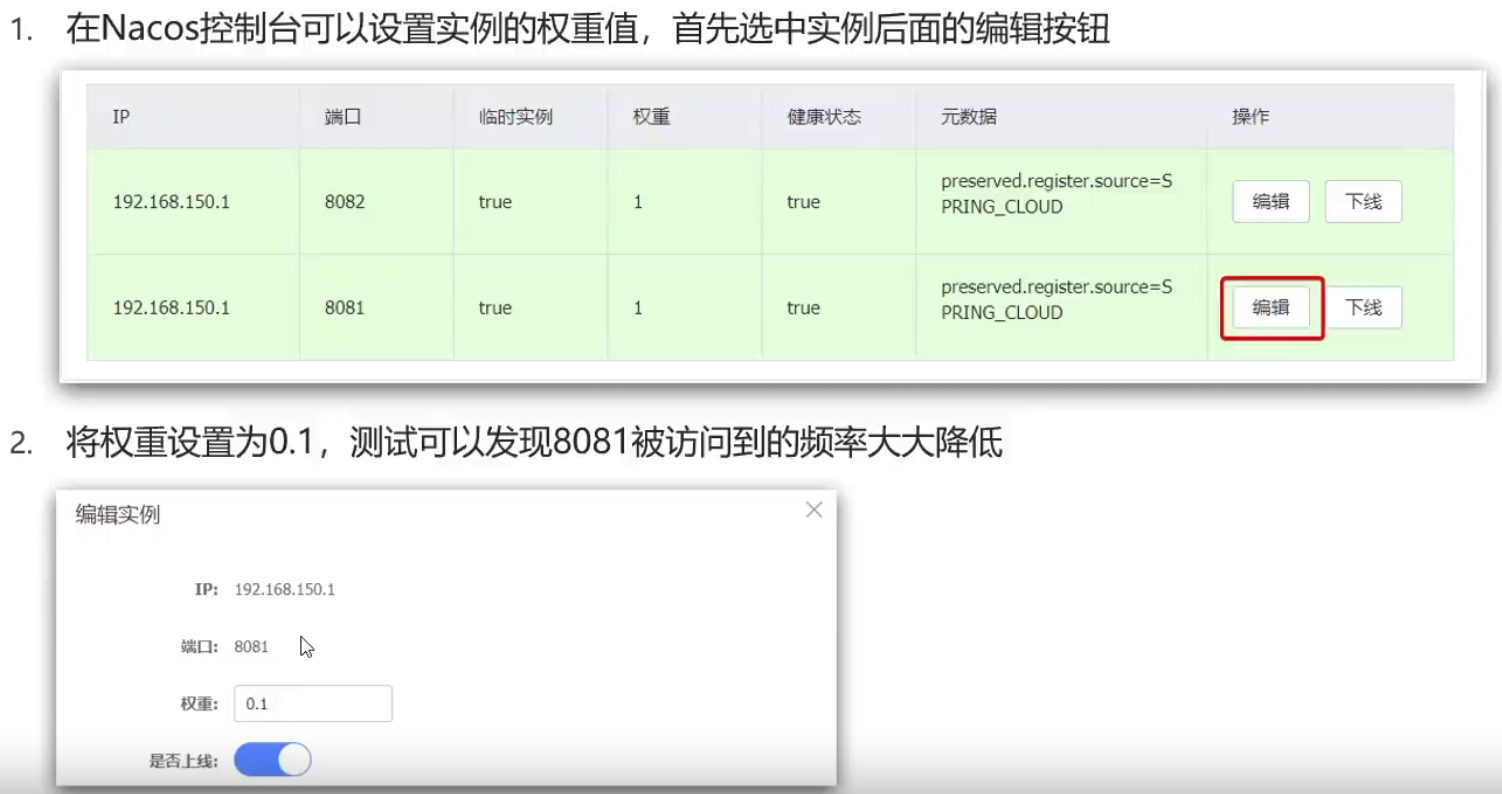 1. 在Nacos控制台可以设置实例的权重值，首先选中实例后面的编辑按钮
IP 端口 临时实例 权重 健康状态 元数据 操作
192.168.150.1 8082 true 1 true preserved.register.source=S 编辑 下线
PRING_CLOUD
192.168.150.1 8081 true 1 true preserved.register.source=S 编辑 下线
PRING_CLOUD
2. 将权重设置为0.1，测试可以发现8081被访问到的频率大大降低
编辑实例
IP: 192.168.150.1
端口: 8081
权重: 0.1
是否上线: